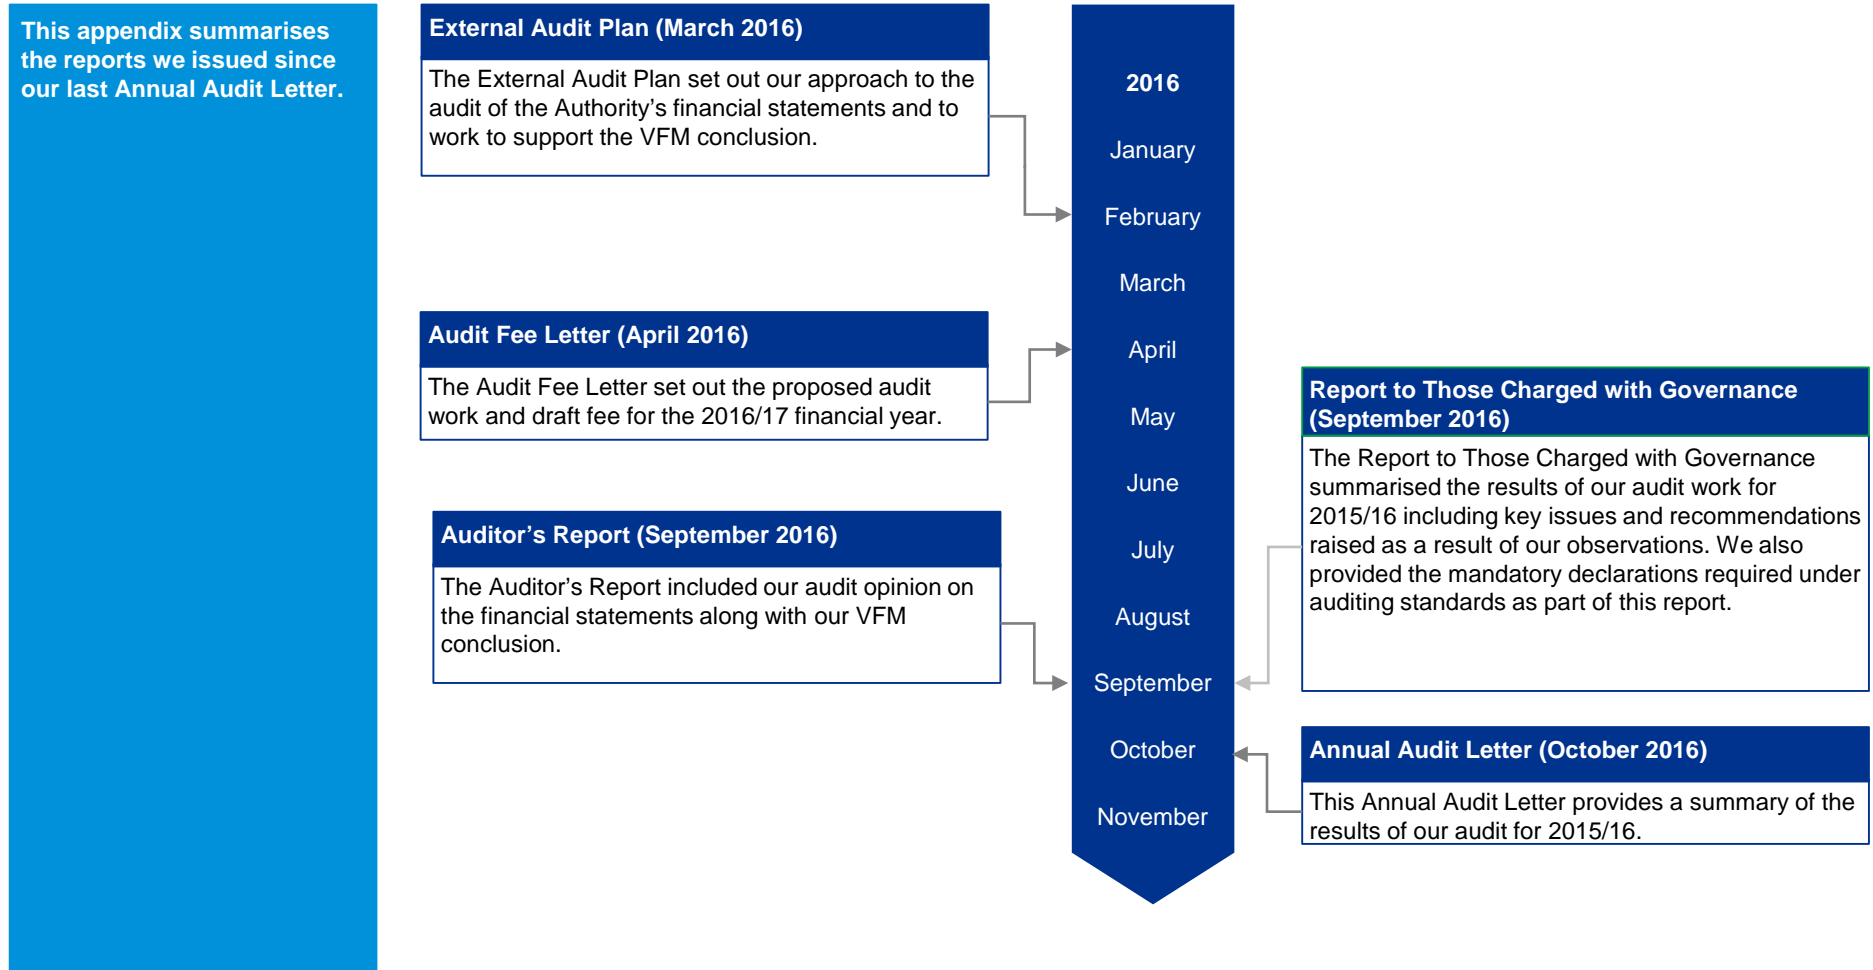 This appendix summarises
the reports we issued since
our last Annual Audit Letter.
External Audit Plan (March 2016)
The External Audit Plan set out our approach to the
audit of the Authority's financial statements and to
work to support the VFM conclusion.
Audit Fee Letter (April 2016)
The Audit Fee Letter set out the proposed audit
work and draft fee for the 2016/17 financial year.
Auditor's Report (September 2016)
The Auditor's Report included our audit opinion on
the financial statements along with our VFM
conclusion.
2016
January
February
March
April
May
June
July
August
September
October
November
Report to Those Charged with Governance
(September 2016)
The Report to Those Charged with Governance
summarised the results of our audit work for
2015/16 including key issues and recommendations
raised as a result of our observations. We also
provided the mandatory declarations required under
auditing standards as part of this report.
Annual Audit Letter (October 2016)
This Annual Audit Letter provides a summary of the
results of our audit for 2015/16.